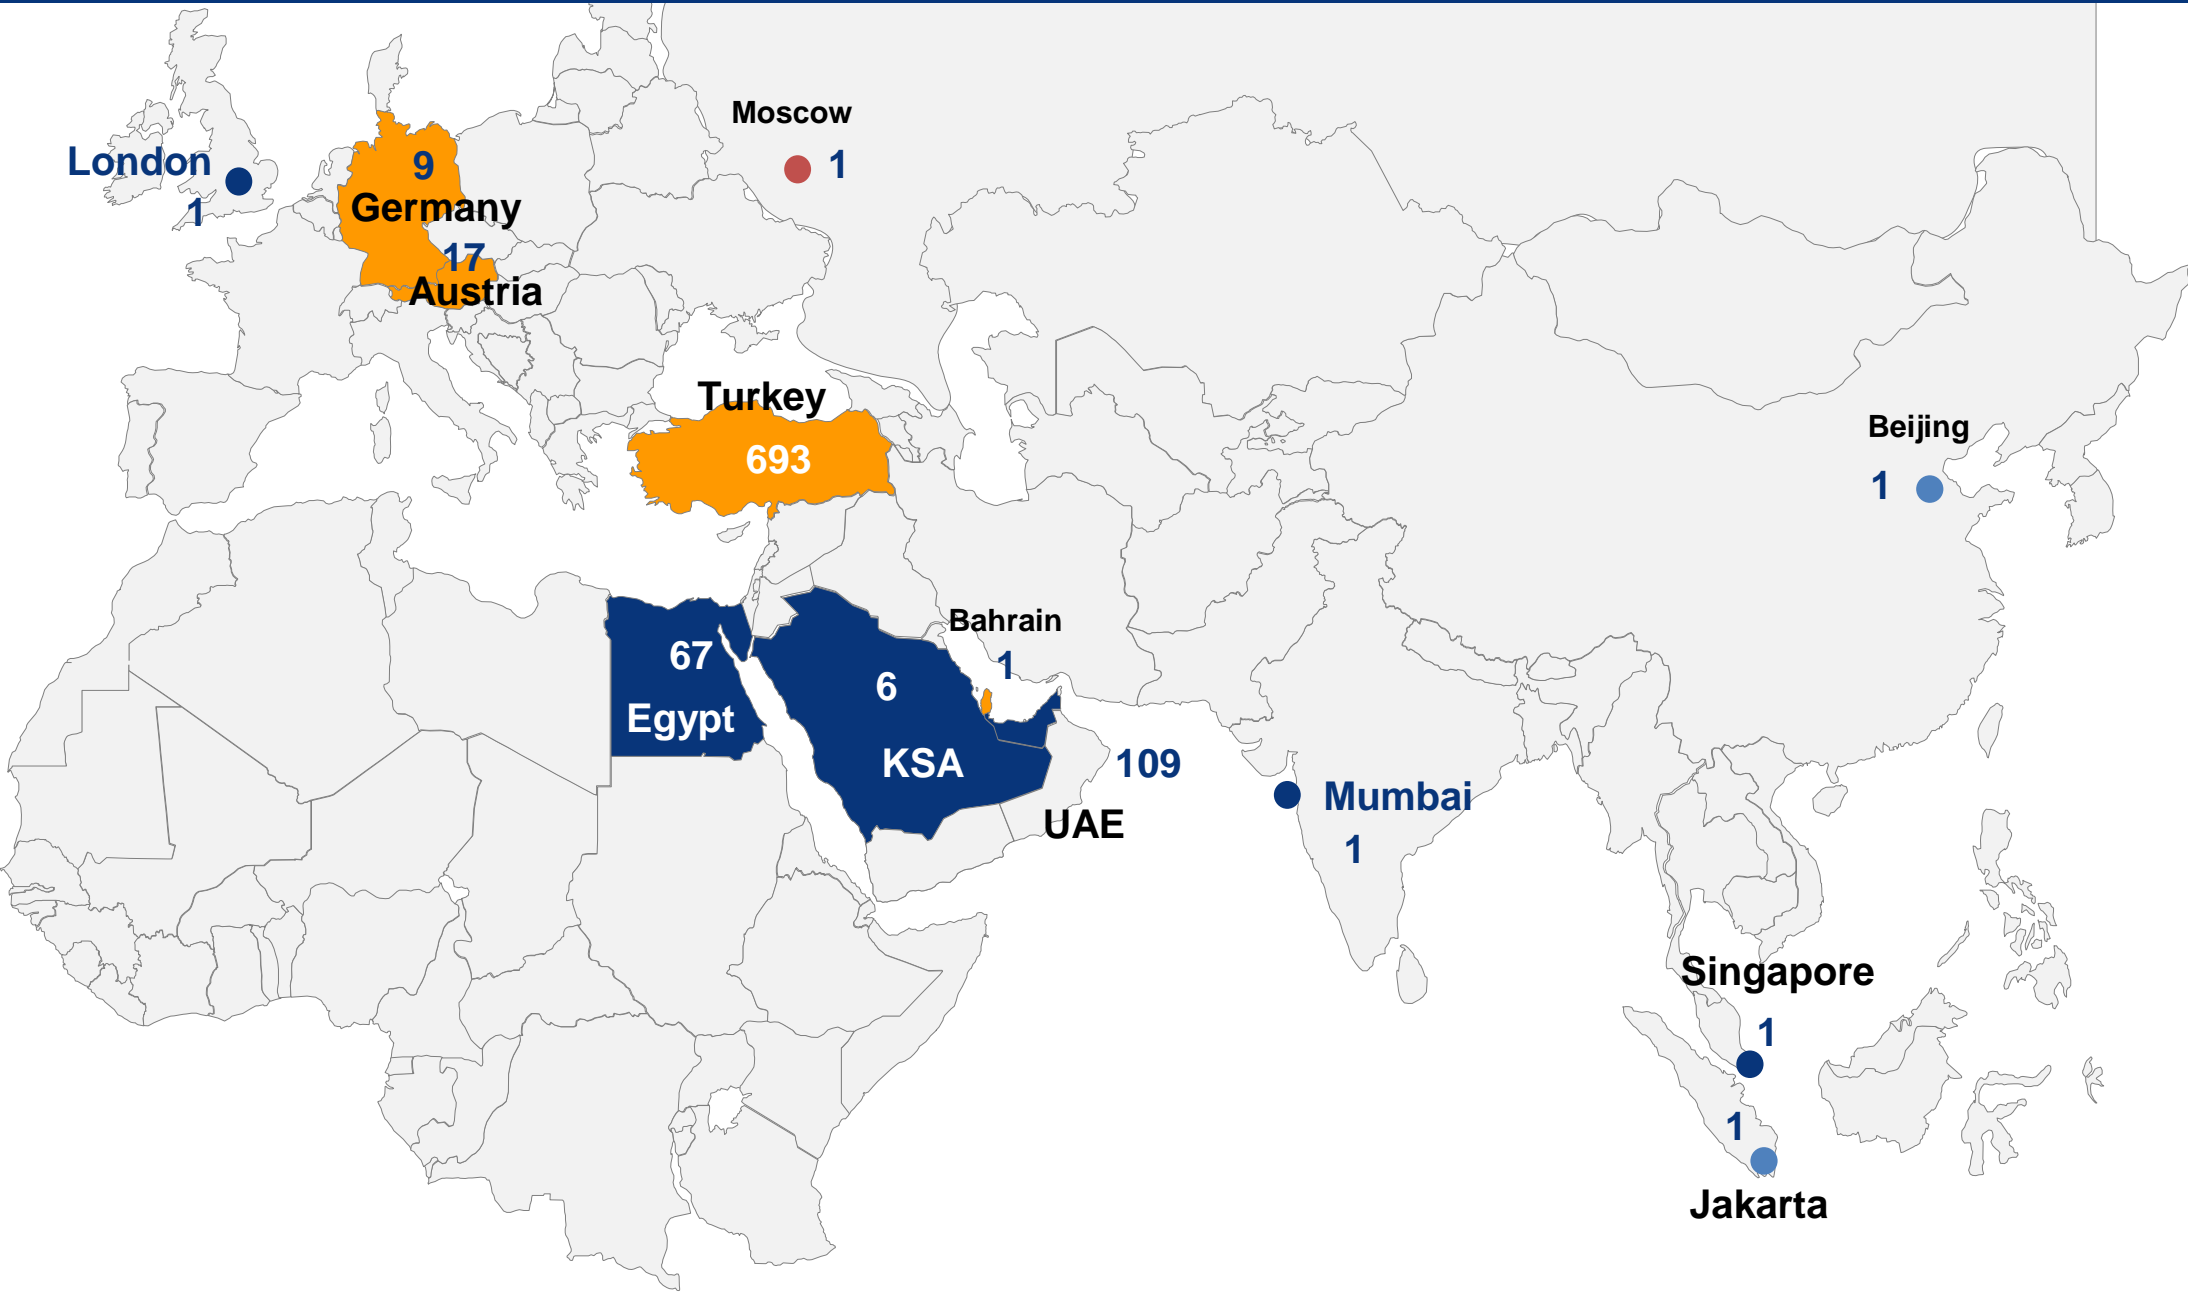 Moscow
1
London
1
9
Germany
17
Austria
Turkey
693
Beijing
1
Bahrain
1
67
Egypt
6
KSA
109
UAE
Mumbai
1
Singapore
1
1
Jakarta